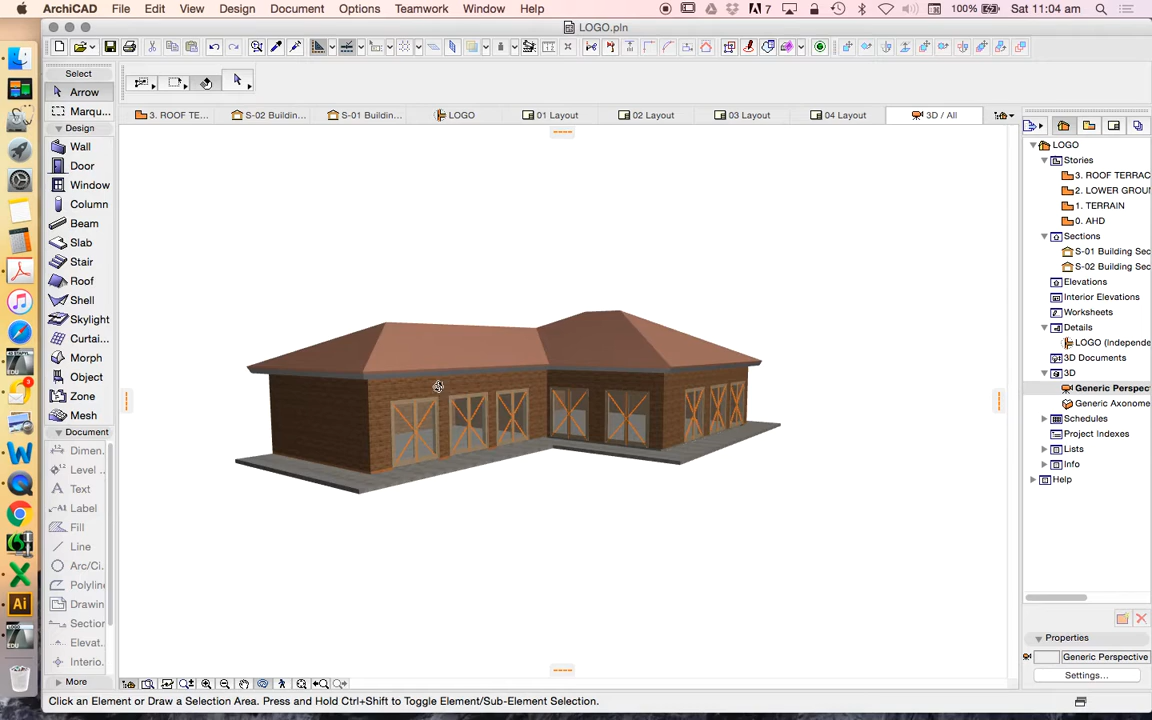 ArchiCAD File Edit View Design Document Options Teamwork Window Help
7 100% Sat 11:04 am
LOGO.pln
Select
Arrow
Marqu...
Design
Wall
Door
Window
Column
Beam
Slab
Stair
Roof
Shell
Skylight
Curtai...
Morph
Object
Zone
Mesh
Document
Dimen...
Level ...
Text
Label
Fill
Line
Arc/Ci...
Polyline
Drawin
Section
Elevat...
Interio...
More
3. ROOF TE... S-02 Buildin... S-01 Buildin... LOGO 01 Layout 02 Layout 03 Layout 04 Layout 3D / All
LOGO
Stories
3. ROOF TERRAC
2. LOWER GROU
1. TERRAIN
0. AHD
Sections
S-01 Building Sec
S-02 Building Sec
Elevations
Interior Elevations
Worksheets
Details
LOGO (Independe
3D Documents
3D
Generic Perspec
Generic Axonome
Schedules
Project Indexes
Lists
Info
Help
Properties
Generic Perspective
Settings...
Click an Element or Draw a Selection Area. Press and Hold Ctrl+Shift to Toggle Element/Sub-Element Selection.